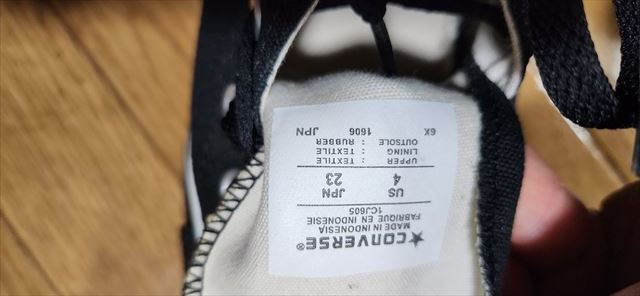 ★CONVERSE®
MADE IN INDONESIA
FABRIQUE EN INDONESIE
1CJ605
US JPN
4 23
UPPER : TEXTILE
LINING : TEXTILE
OUTSOLE : RUBBER
6X 1606 JPN